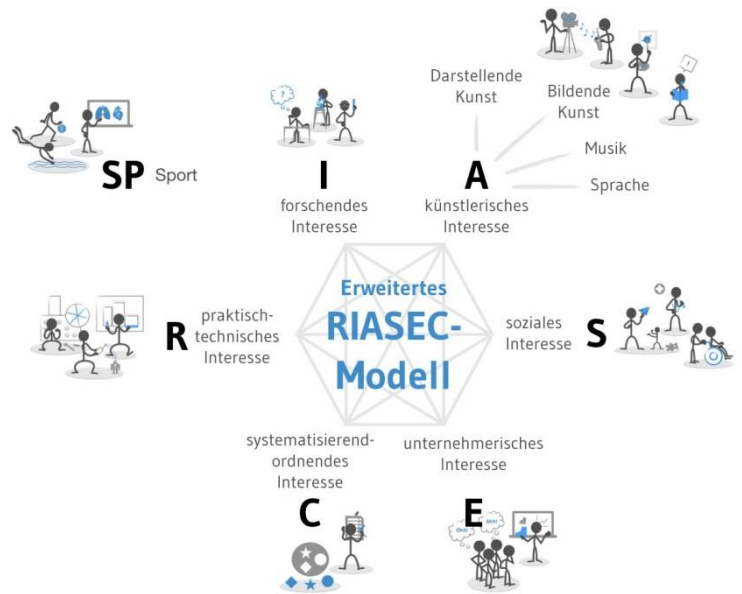 Darstellende
Kunst
Bildende
Kunst
Musik
Sprache
SP Sport
I
forschendes
Interesse
A
künstlerisches
Interesse
Erweitertes
RIASEC-
Modell
R
praktisch-
technisches
Interesse
soziales
Interesse
S
systematisierend-
ordnendes
Interesse
C
unternehmerisches
Interesse
E
?
!